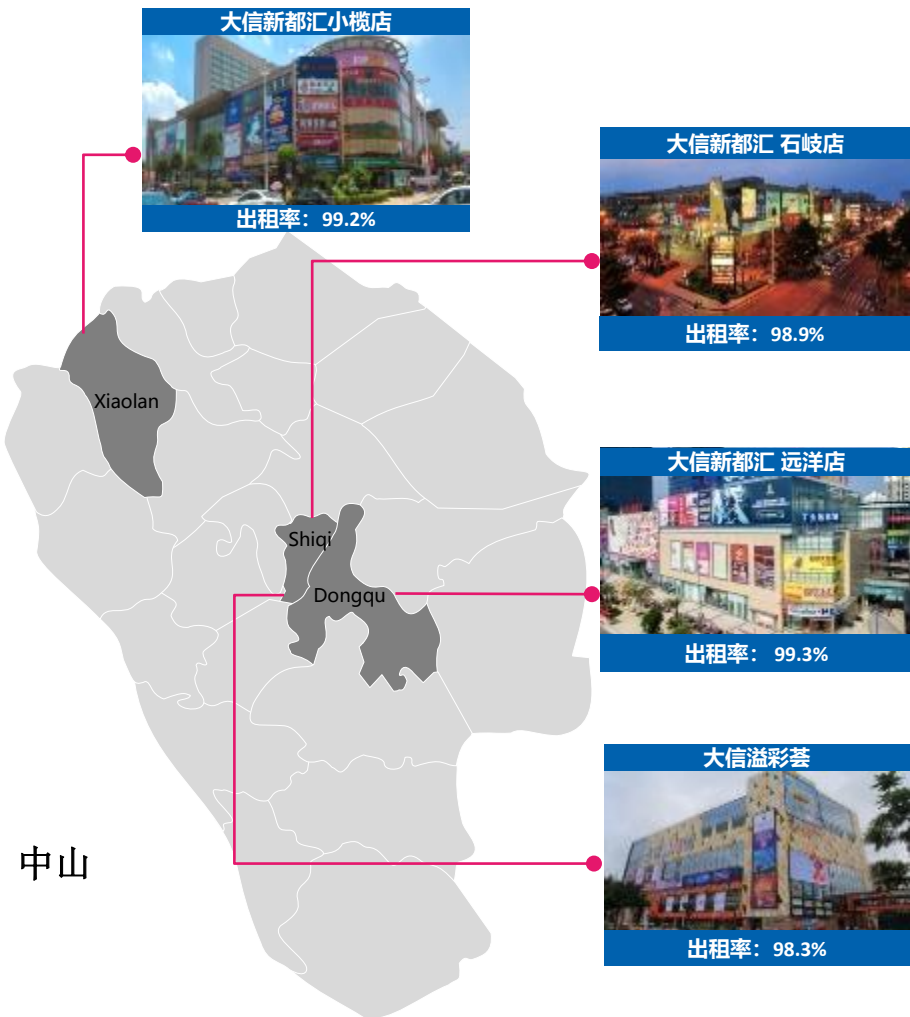 大信新都汇小榄店
出租率：99.2%
大信新都汇 石岐店
出租率：98.9%
Xiaolan
大信新都汇 远洋店
Shiqi
Dongqu
出租率： 99.3%
大信溢彩荟
中山
出租率：98.3%